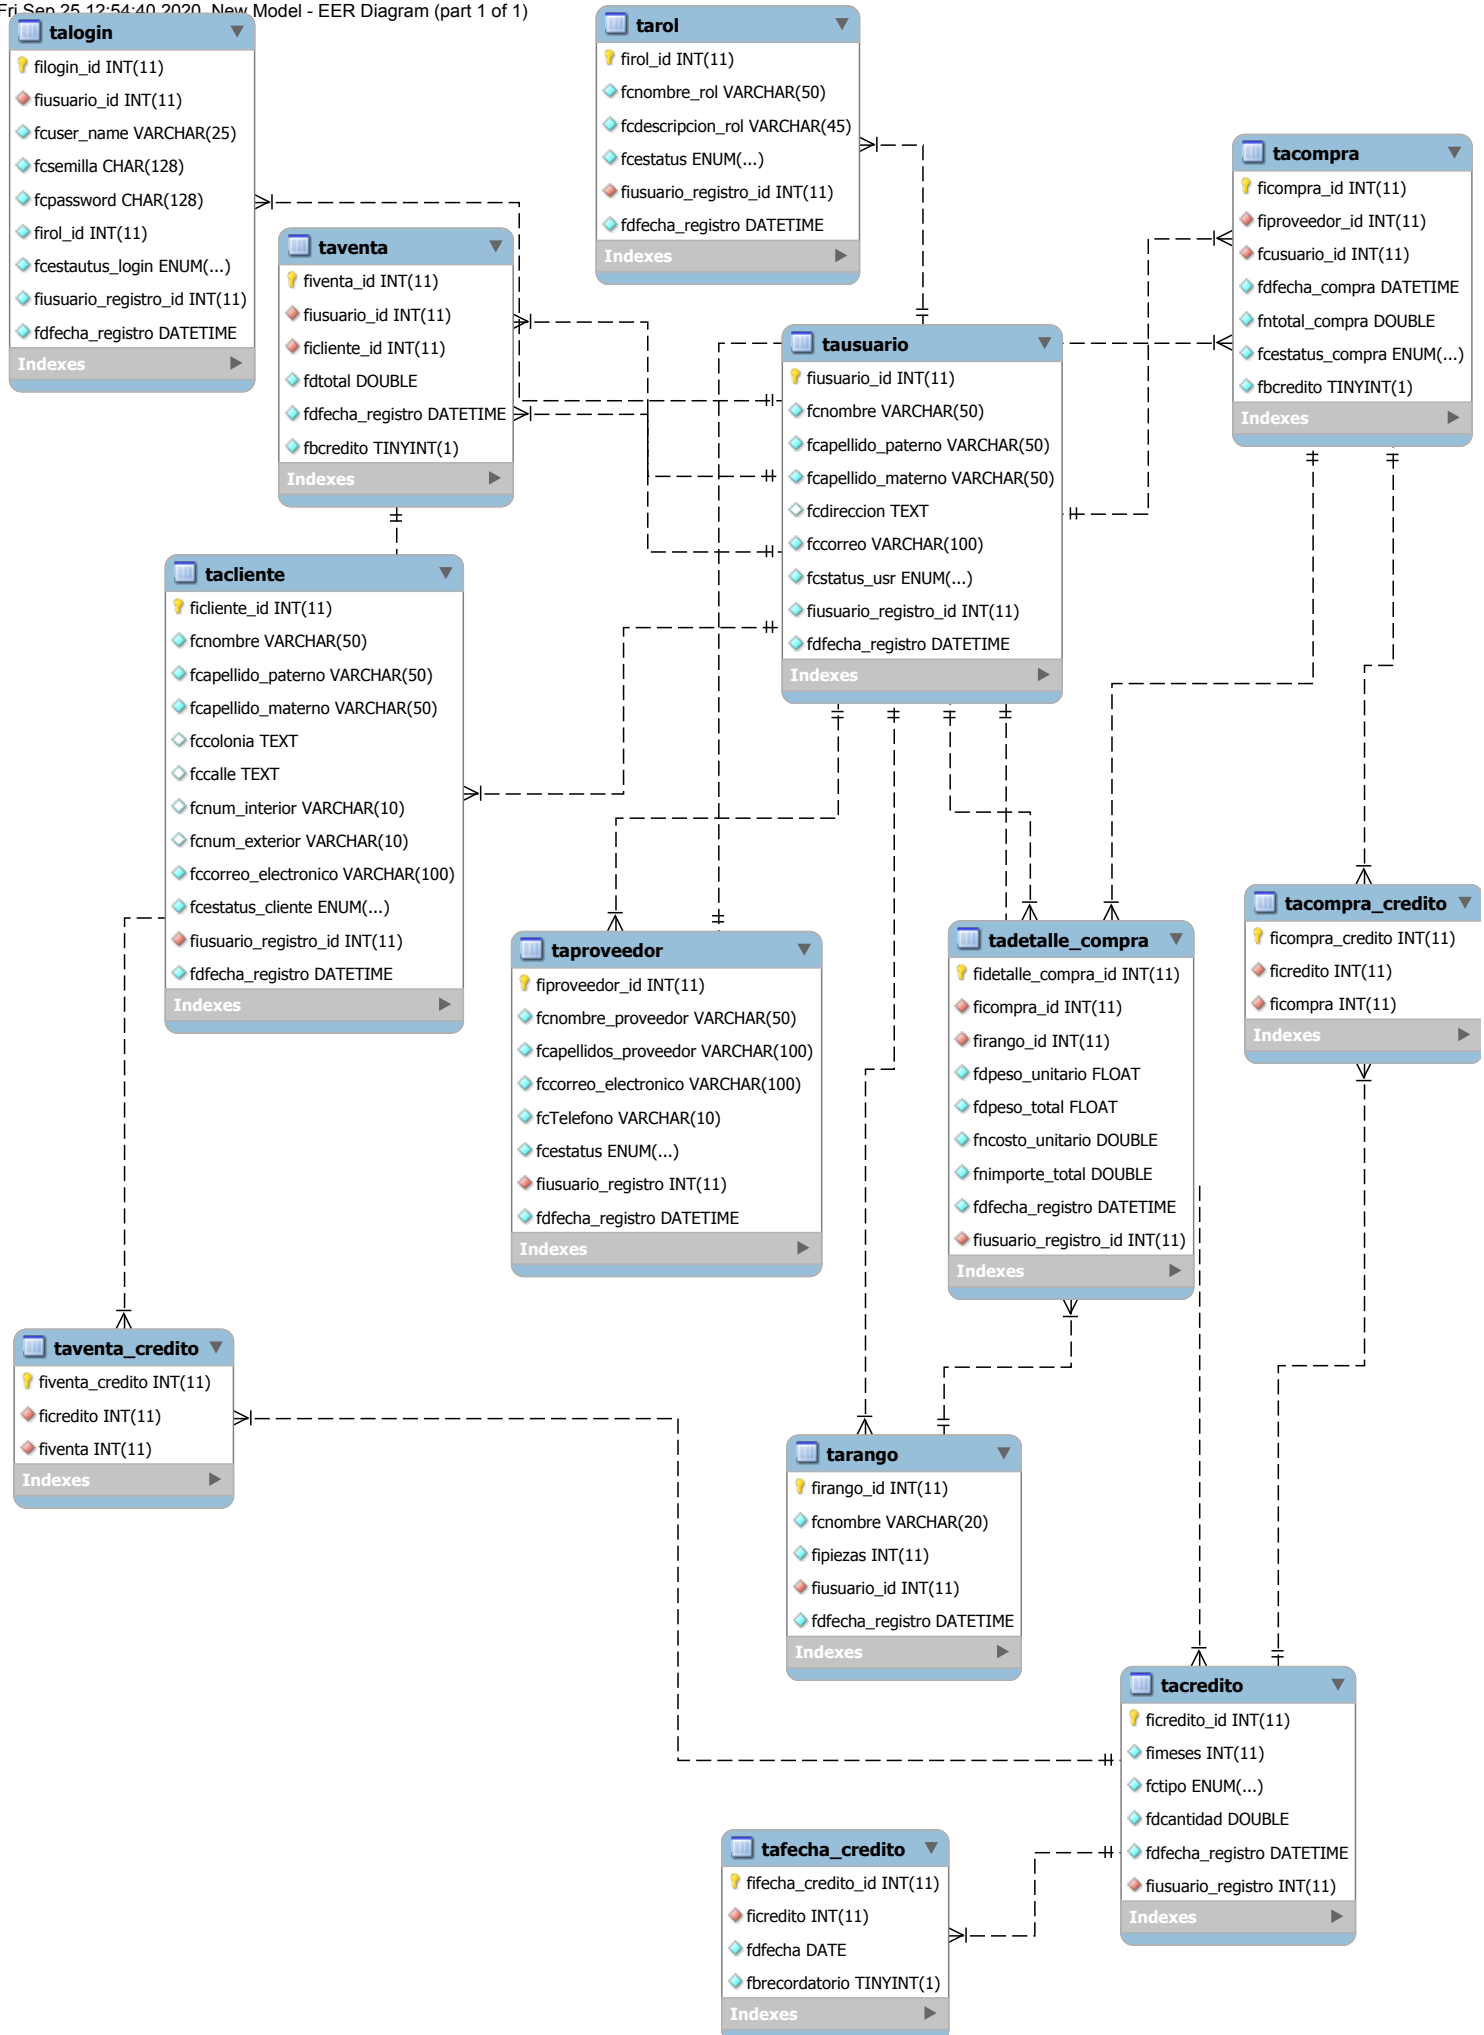 Fri Sep 25 12:54:40 2020, New Model - EER Diagram (part 1 of 1)
talogin
filogin_id INT(11)
fiusuario_id INT(11)
fcuser_name VARCHAR(25)
fcsemilla CHAR(128)
fcpassword CHAR(128)
firol_id INT(11)
fcestautus_login ENUM(...)
fiusuario_registro_id INT(11)
fdfecha_registro DATETIME
Indexes
tarol
firol_id INT(11)
fcnombre_rol VARCHAR(50)
fcdescripcion_rol VARCHAR(45)
fcestatus ENUM(...)
fiusuario_registro_id INT(11)
fdfecha_registro DATETIME
Indexes
tacompra
ficompra_id INT(11)
fiproveedor_id INT(11)
fcusuario_id INT(11)
fdfecha_compra DATETIME
fntotal_compra DOUBLE
fcestatus_compra ENUM(...)
fbcredito TINYINT(1)
Indexes
taventa
fiventa_id INT(11)
fiusuario_id INT(11)
ficliente_id INT(11)
fdtotal DOUBLE
fdfecha_registro DATETIME
fbcredito TINYINT(1)
Indexes
tausuario
fiusuario_id INT(11)
fcnombre VARCHAR(50)
fcapellido_paterno VARCHAR(50)
fcapellido_materno VARCHAR(50)
fcdireccion TEXT
fccorreo VARCHAR(100)
fcstatus_usr ENUM(...)
fiusuario_registro_id INT(11)
fdfecha_registro DATETIME
Indexes
tacliente
ficliente_id INT(11)
fcnombre VARCHAR(50)
fcapellido_paterno VARCHAR(50)
fcapellido_materno VARCHAR(50)
fccolonia TEXT
fccalle TEXT
fcnum_interior VARCHAR(10)
fcnum_exterior VARCHAR(10)
fccorreo_electronico VARCHAR(100)
fcestatus_cliente ENUM(...)
fiusuario_registro_id INT(11)
fdfecha_registro DATETIME
Indexes
taproveedor
fiproveedor_id INT(11)
fcnombre_proveedor VARCHAR(50)
fcapellidos_proveedor VARCHAR(100)
fccorreo_electronico VARCHAR(100)
fcTelefono VARCHAR(10)
fcestatus ENUM(...)
fiusuario_registro INT(11)
fdfecha_registro DATETIME
Indexes
tadetalle_compra
fidetalle_compra_id INT(11)
ficompra_id INT(11)
firango_id INT(11)
fdpeso_unitario FLOAT
fdpeso_total FLOAT
fncosto_unitario DOUBLE
fnimporte_total DOUBLE
fdfecha_registro DATETIME
fiusuario_registro_id INT(11)
Indexes
tacompra_credito
ficompra_credito INT(11)
ficredito INT(11)
ficompra INT(11)
Indexes
taventa_credito
fiventa_credito INT(11)
ficredito INT(11)
fiventa INT(11)
Indexes
tarango
firango_id INT(11)
fcnombre VARCHAR(20)
fipiezas INT(11)
fiusuario_id INT(11)
fdfecha_registro DATETIME
Indexes
tacredito
ficredito_id INT(11)
fimeses INT(11)
fctipo ENUM(...)
fdcantidad DOUBLE
fdfecha_registro DATETIME
fiusuario_registro INT(11)
Indexes
tafecha_credito
fifecha_credito_id INT(11)
ficredito INT(11)
fdfecha DATE
fbrecordatorio TINYINT(1)
Indexes